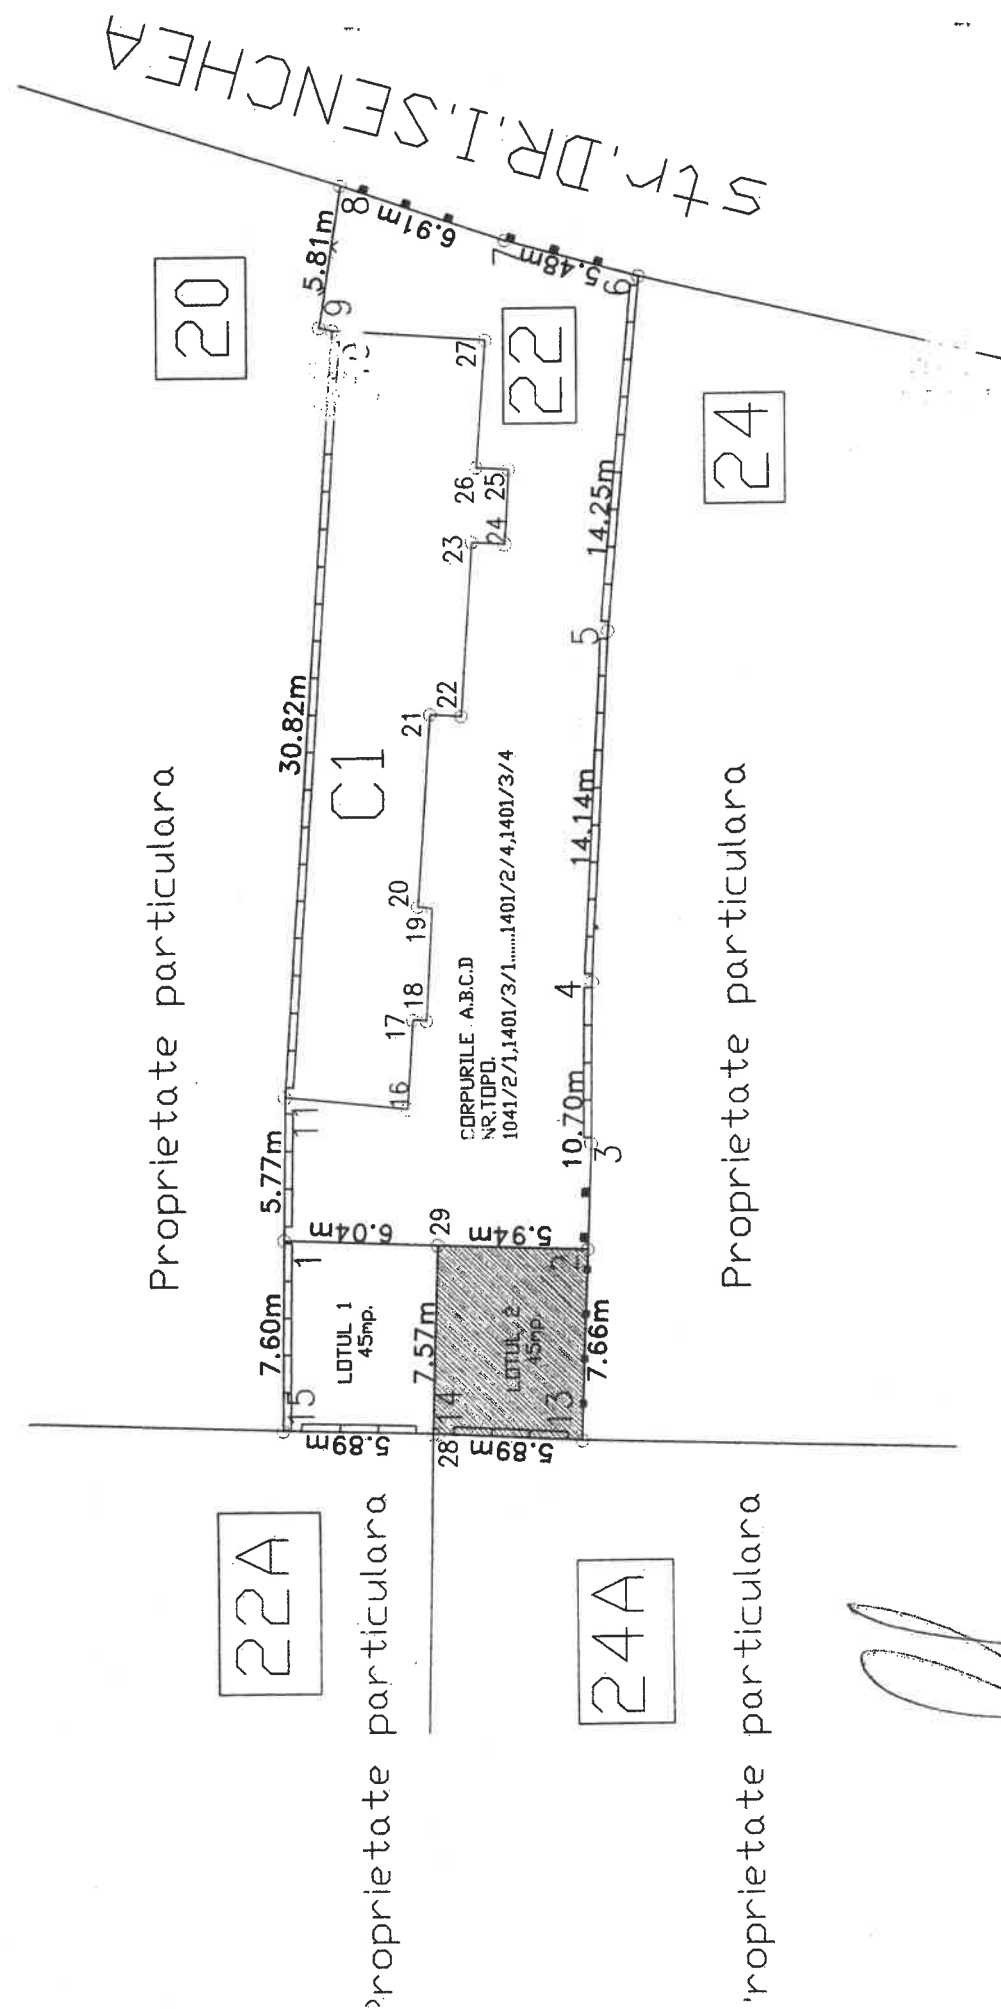 str.DR.I.SENCHEA
20
22
24
22A
24A
Proprietate particulara
Proprietate particulara
roprietate particulara
roprietate particulara
C1
CORPURILE A.B.C.D
NR.TOPO.
1041/2/1,1401/3/1.......1401/2/4,1401/3/4
LOTUL 1
45mp.
LOTUL 2
45mp.
5.81m
6.91m
5.48m
14.25m
14.14m
10.70m
30.82m
5.77m
6.04m
5.94m
7.60m
7.57m
7.66m
5.89m
5.89m
1
2
3
4
5
6
7
8
9
11
13
14
15
16
17
18
19
20
21
22
23
24
25
26
27
28
29